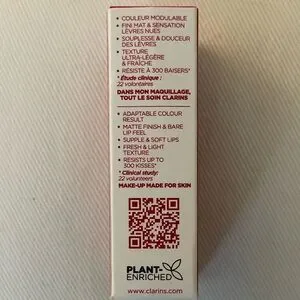 • COULEUR MODULABLE
• FINI MAT & SENSATION
LÈVRES NUES
• SOUPLESSE & DOUCEUR
DES LÈVRES
• TEXTURE
ULTRA-LÉGÈRE
& FRAÎCHE
• RÉSISTE À 300 BAISERS*
* Étude clinique :
22 volontaires
DANS MON MAQUILLAGE,
TOUT LE SOIN CLARINS
• ADAPTABLE COLOUR
RESULT
• MATTE FINISH & BARE
LIP FEEL
• SUPPLE & SOFT LIPS
• FRESH & LIGHT
TEXTURE
• RESISTS UP TO
300 KISSES*
* Clinical study:
22 volunteers
MAKE-UP MADE FOR SKIN
PLANT-
ENRICHED
www.clarins.com